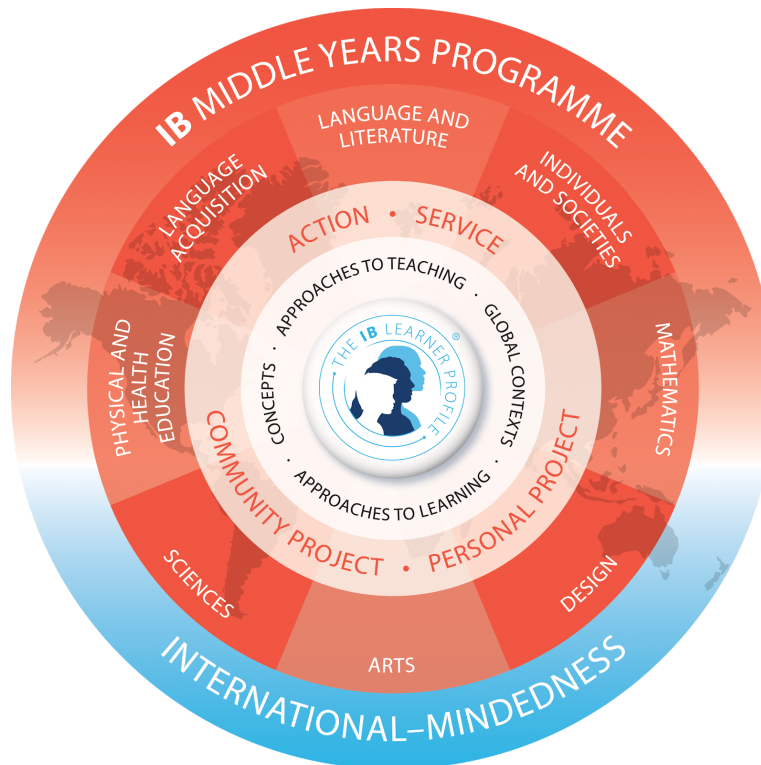 IB MIDDLE YEARS PROGRAMME
LANGUAGE AND
LITERATURE
INDIVIDUALS
AND SOCIETIES
MATHEMATICS
DESIGN
ARTS
SCIENCES
PHYSICAL AND
HEALTH
EDUCATION
LANGUAGE
ACQUISITION
ACTION • SERVICE
PERSONAL PROJECT
•
COMMUNITY PROJECT
APPROACHES TO TEACHING
·
GLOBAL CONTEXTS
·
APPROACHES TO LEARNING
·
CONCEPTS
·
THE IB LEARNER PROFILE
®
INTERNATIONAL–MINDEDNESS